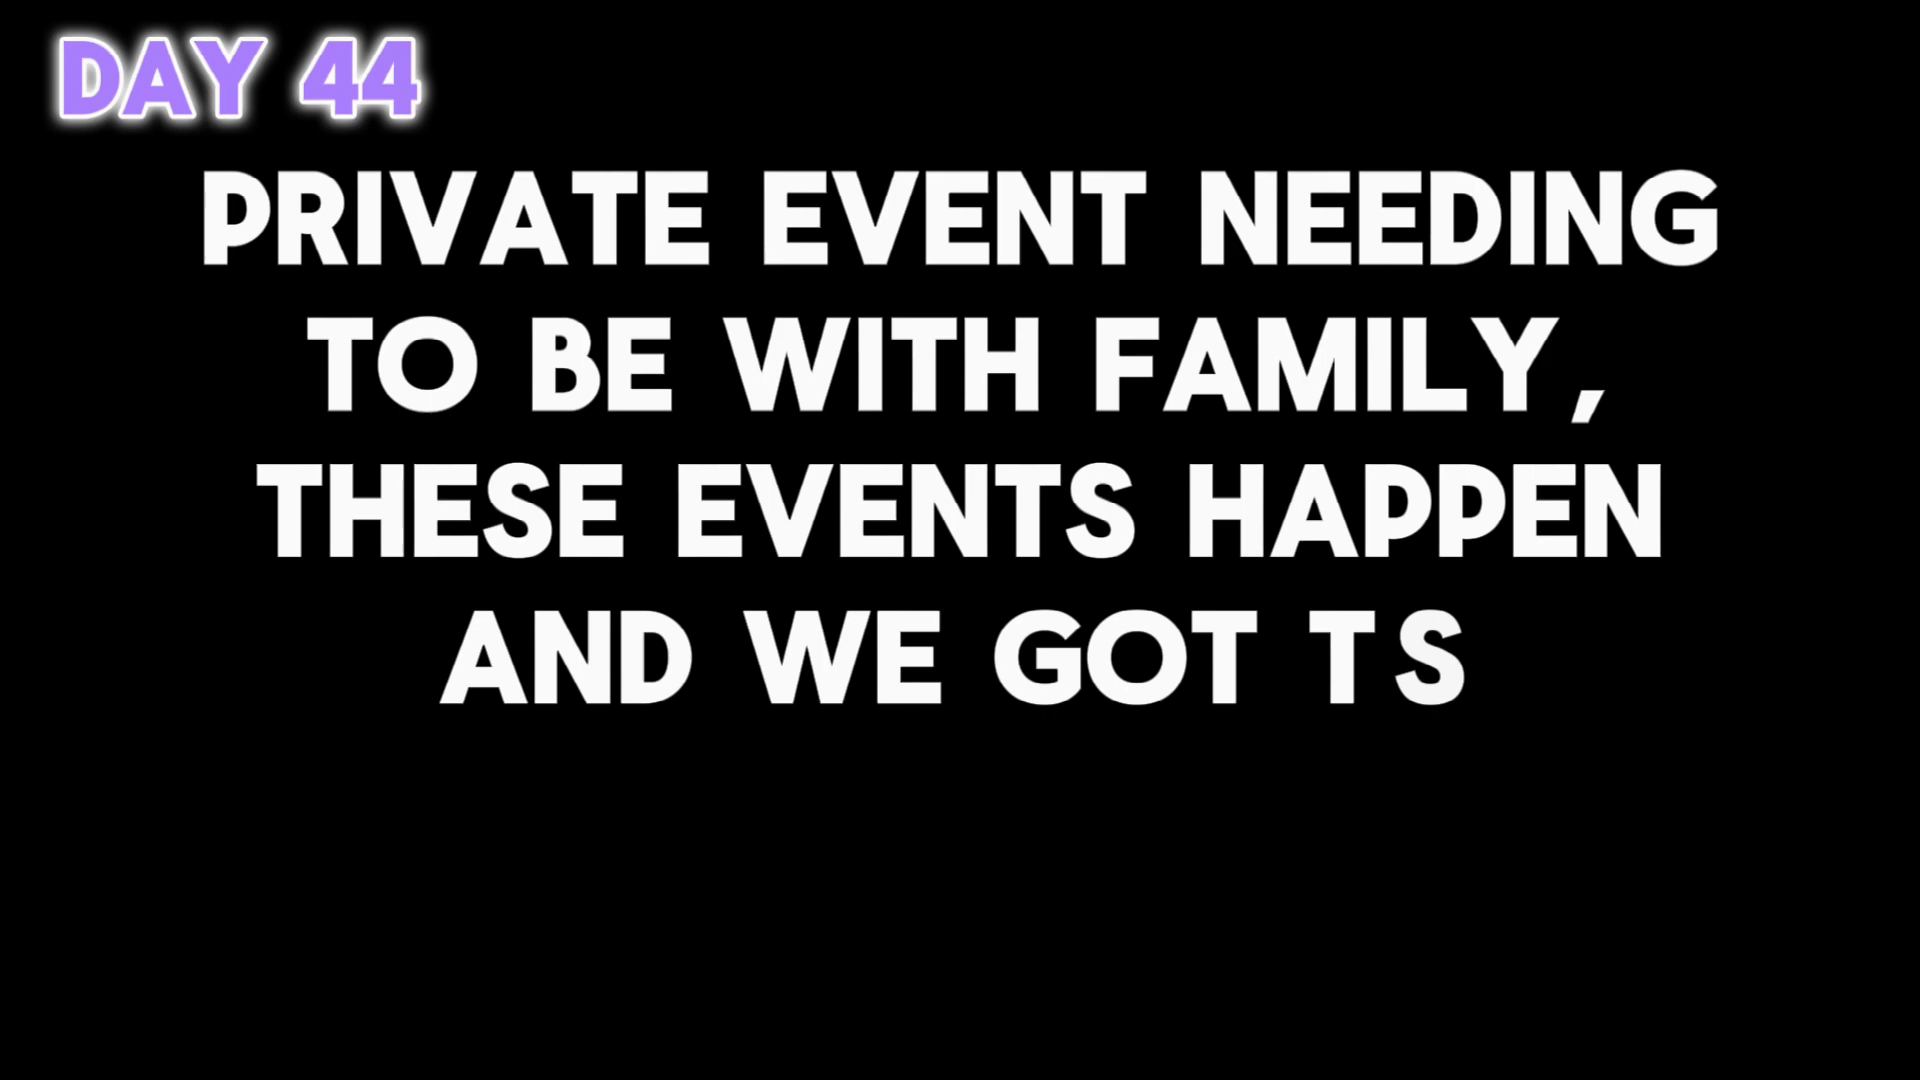 DAY 44
PRIVATE EVENT NEEDING
TO BE WITH FAMILY,
THESE EVENTS HAPPEN
AND WE GOT TS